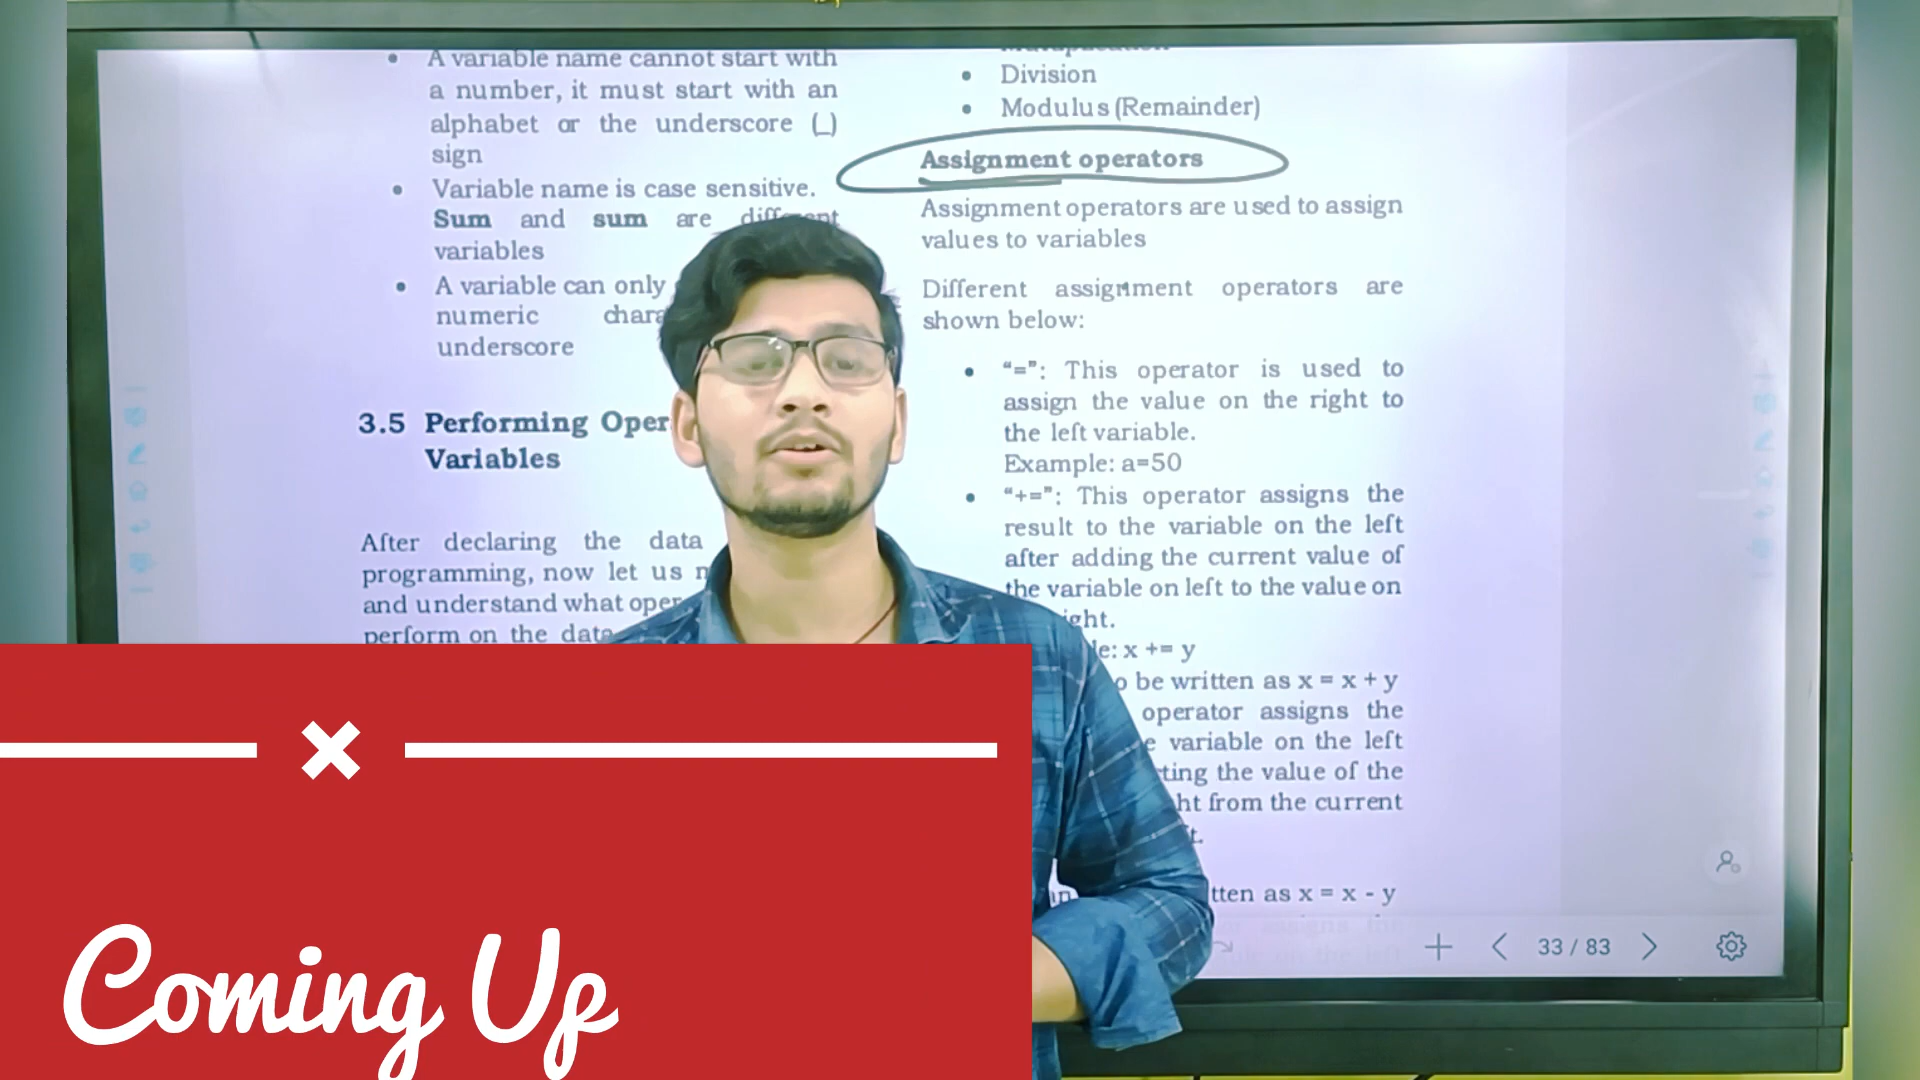 A variable name cannot start with
a number, it must start with an
alphabet or the underscore (_)
sign
Variable name is case sensitive.
Sum and sum are different
variables
A variable can only
numeric
underscore
3.5 Performing
Variables
After declaring the data
programming, now let us
and understand what
perform on the data
Division
Modulus (Remainder)
Assignment operators
Assignment operators are used to assign
values to variables
Different assignment operators are
shown below:
"=": This operator is used to
assign the value on the right to
the left variable.
Example: a=50
"+=": This operator assigns the
result to the variable on the left
after adding the current value of
the variable on left to the value on
x += y
be written as x = x + y
operator assigns the
variable on the left
the value of the
from the current
as x = x - y
33 / 83
Coming Up